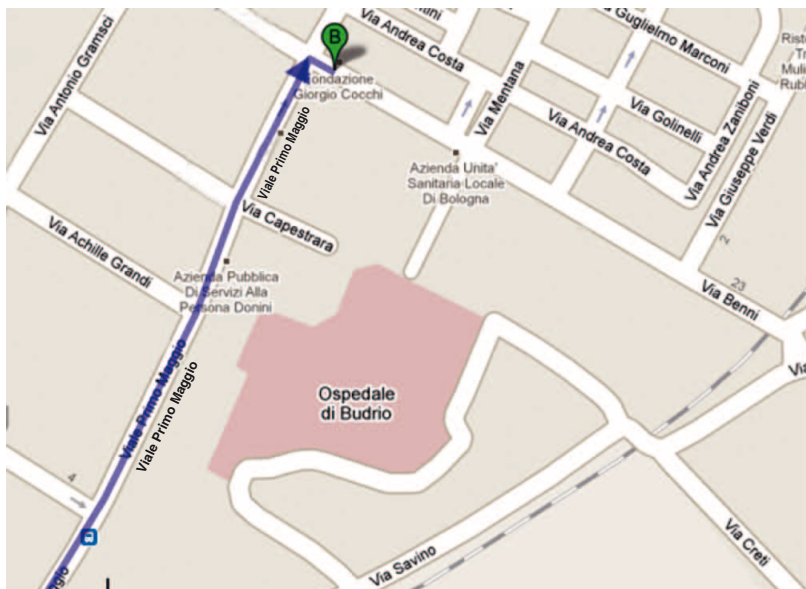 B
Via Andrea Costa
Via Guglielmo Marconi
Via Antonio Gramsci
ondazione
Giorgio Cocchi
Via Mentana
Via Golinelli
Via Andrea Costa
Via Andrea Zaniboni
Via Giuseppe Verdi
Viale Primo Maggio
Azienda Unita'
Sanitaria Locale
Di Bologna
Via Capestrara
Via Achille Grandi
Azienda Pubblica
Di Servizi Alla
Persona Donini
2
23
Via Benni
Ospedale
di Budrio
Viale Primo Maggio
Viale Primo Maggio
4
Via Savino
Via Creti